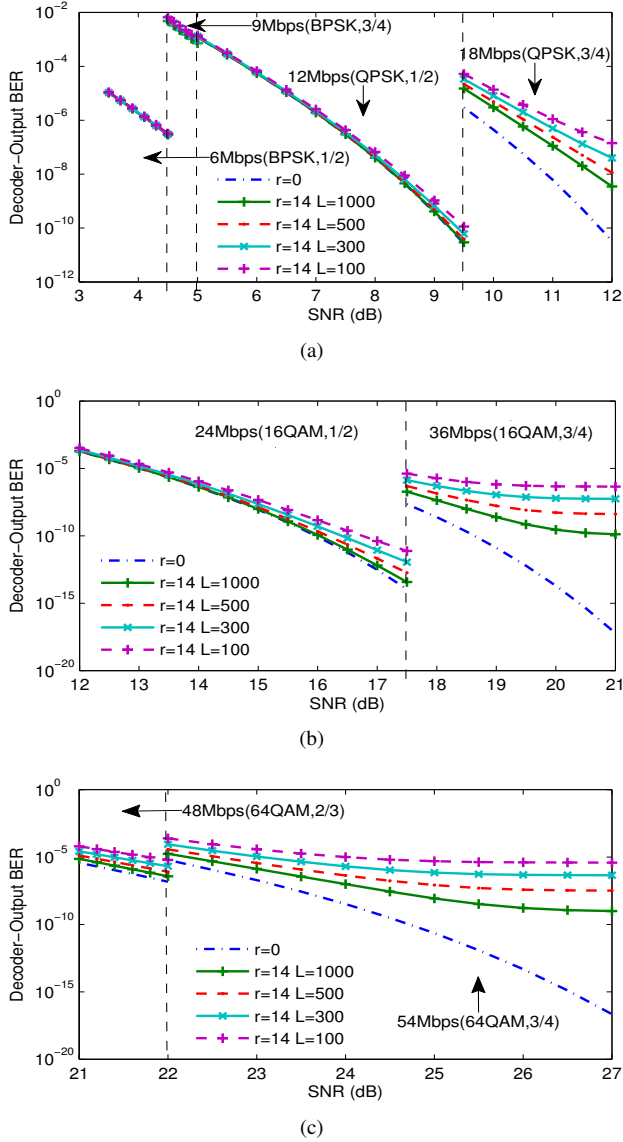 10^−2
9Mbps(BPSK,3/4)
18Mbps(QPSK,3/4)
10^−4
12Mbps(QPSK,1/2)
10^−6
6Mbps(BPSK,1/2)
10^−8
r=0
r=14 L=1000
10^−10
r=14 L=500
r=14 L=300
r=14 L=100
10^−12
Decoder−Output BER
3 4 5 6 7 8 9 10 11 12
SNR (dB)
(a)
10^0
24Mbps(16QAM,1/2) 36Mbps(16QAM,3/4)
10^−5
10^−10
r=0
r=14 L=1000
10^−15
r=14 L=500
r=14 L=300
r=14 L=100
10^−20
Decoder−Output BER
12 13 14 15 16 17 18 19 20 21
SNR (dB)
(b)
10^0
48Mbps(64QAM,2/3)
10^−5
10^−10
r=0
r=14 L=1000
10^−15
r=14 L=500
54Mbps(64QAM,3/4)
r=14 L=300
r=14 L=100
10^−20
Decoder−Output BER
21 22 23 24 25 26 27
SNR (dB)
(c)